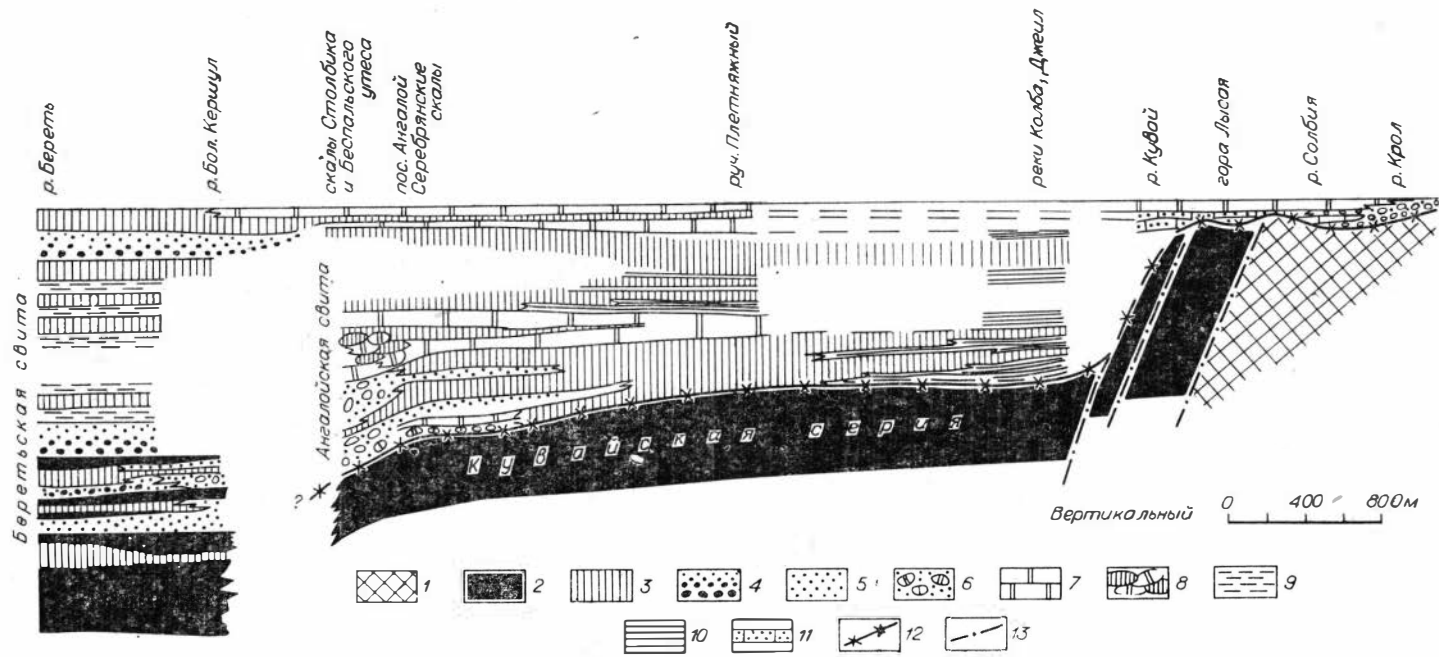 р. Береть
р. Бол. Кершул
скалы Столбика
и Беспальского
утеса
пос. Ангалой
Серебрянские
скалы
руч. Плетняжный
реки Колба, Джеил
р. Кувай
гора Лысая
р. Солбия
р. Крол
Беретьская свита
Ангалойская свита
Кувайская серия
?
Вертикальный
0 400 800м
1 2 3 4 5 6 7 8 9
10 11 12 13